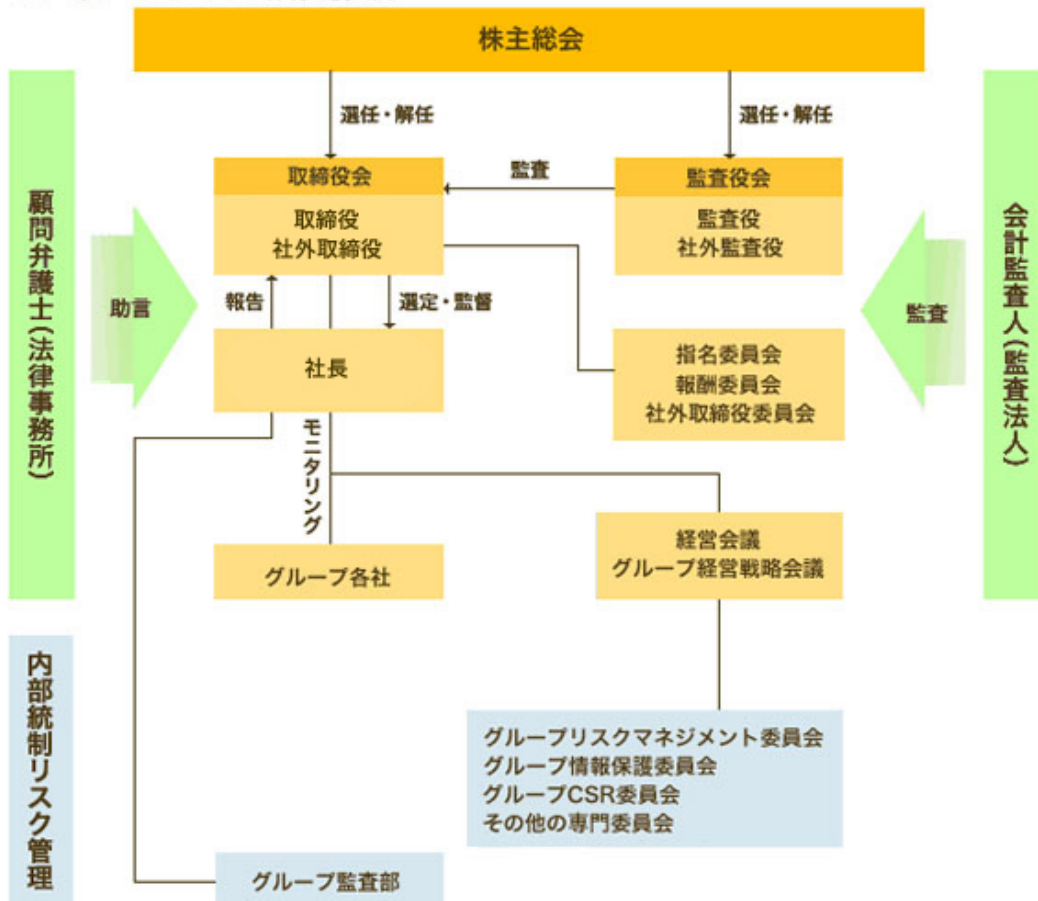 株主総会
選任・解任
選任・解任
取締役会
取締役
社外取締役
監査
監査役会
監査役
社外監査役
顧問弁護士(法律事務所)
助言
会計監査人(監査法人)
監査
報告
選定・監督
社長
指名委員会
報酬委員会
社外取締役委員会
モニタリング
グループ各社
経営会議
グループ経営戦略会議
内部統制リスク管理
グループリスクマネジメント委員会
グループ情報保護委員会
グループCSR委員会
その他の専門委員会
グループ監査部